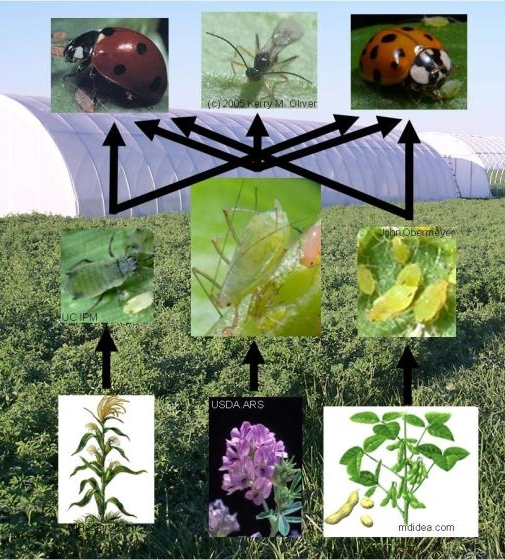 (c) 2005 Kerry M. Oliver
John Obermeyer
UC IPM
USDA ARS
mdidea.com